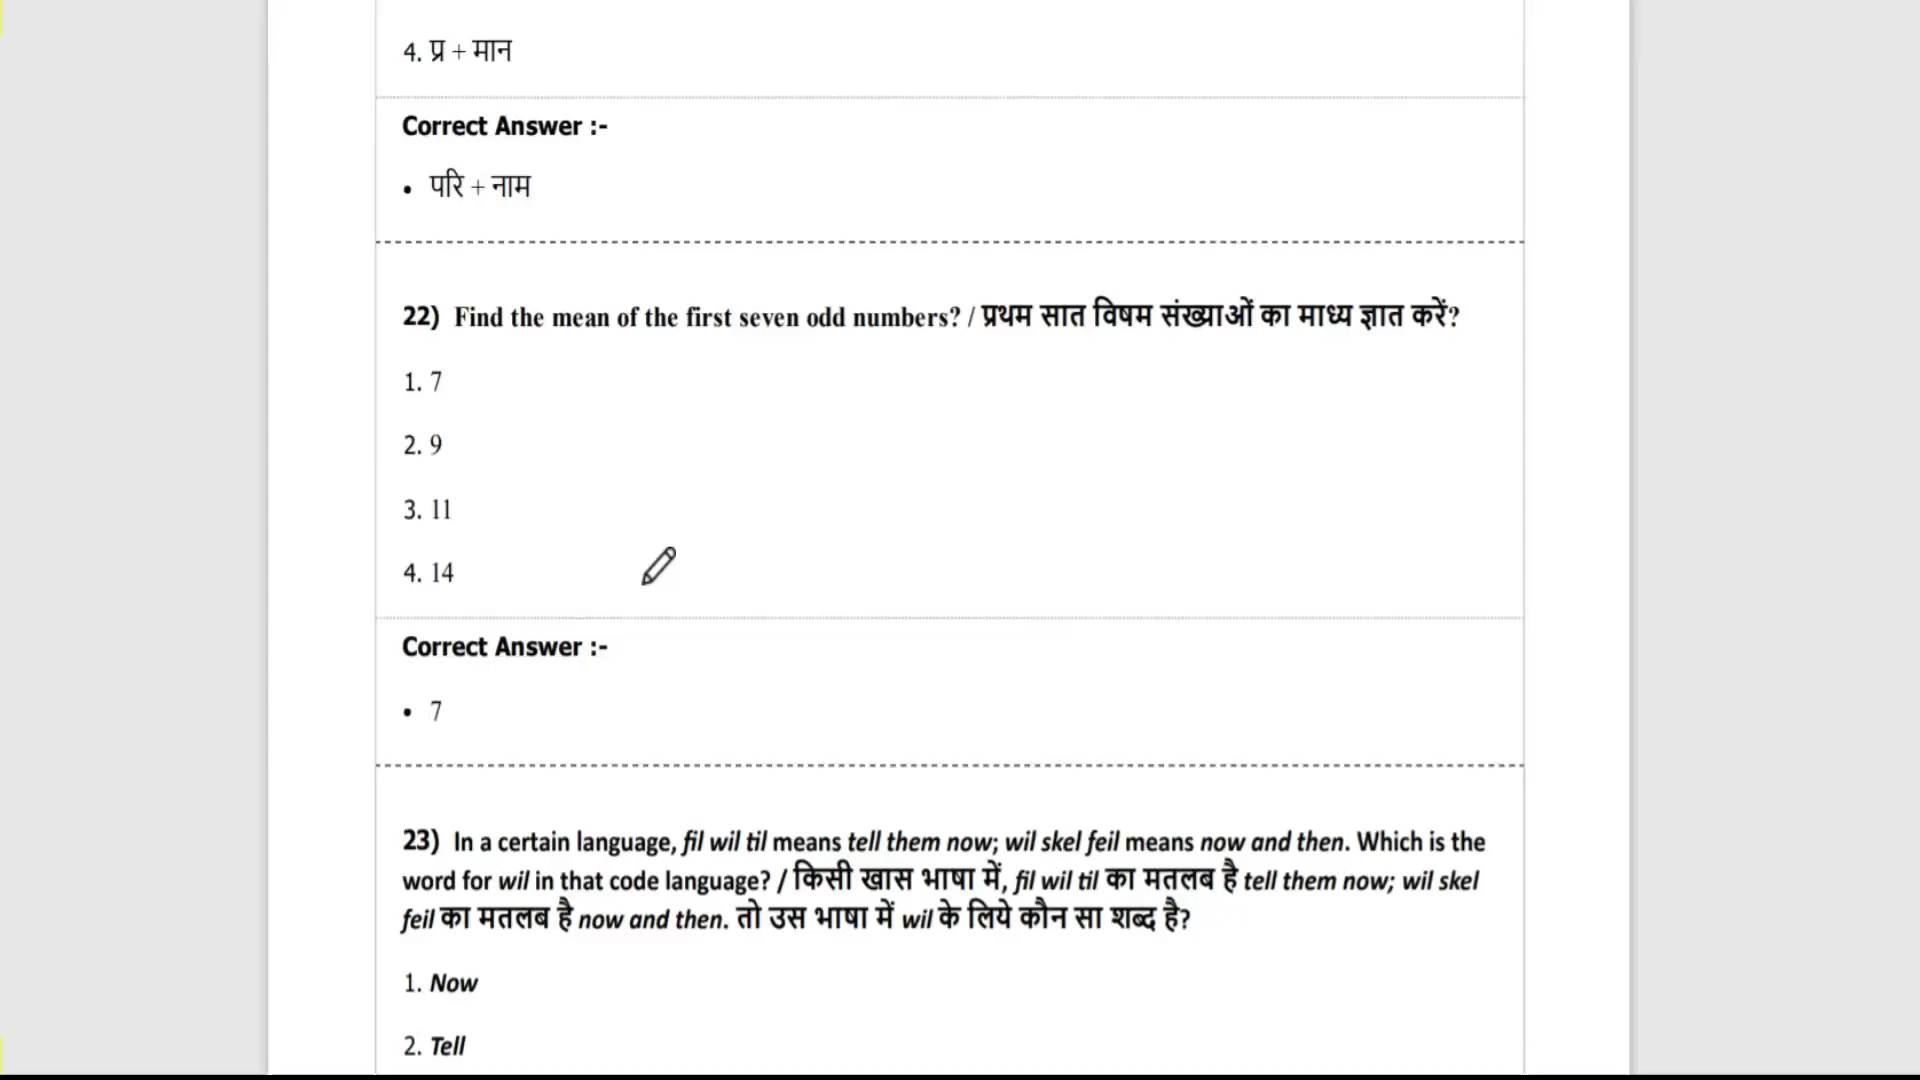 4. प्र + मान
Correct Answer :-
• परि + नाम
22) Find the mean of the first seven odd numbers? / प्रथम सात विषम संख्याओं का माध्य ज्ञात करें?
1. 7
2. 9
3. 11
4. 14
Correct Answer :-
• 7
23) In a certain language, fil wil til means tell them now; wil skel feil means now and then. Which is the
word for wil in that code language? / किसी खास भाषा में, fil wil til का मतलब है tell them now; wil skel
feil का मतलब है now and then. तो उस भाषा में wil के लिये कौन सा शब्द है?
1. Now
2. Tell